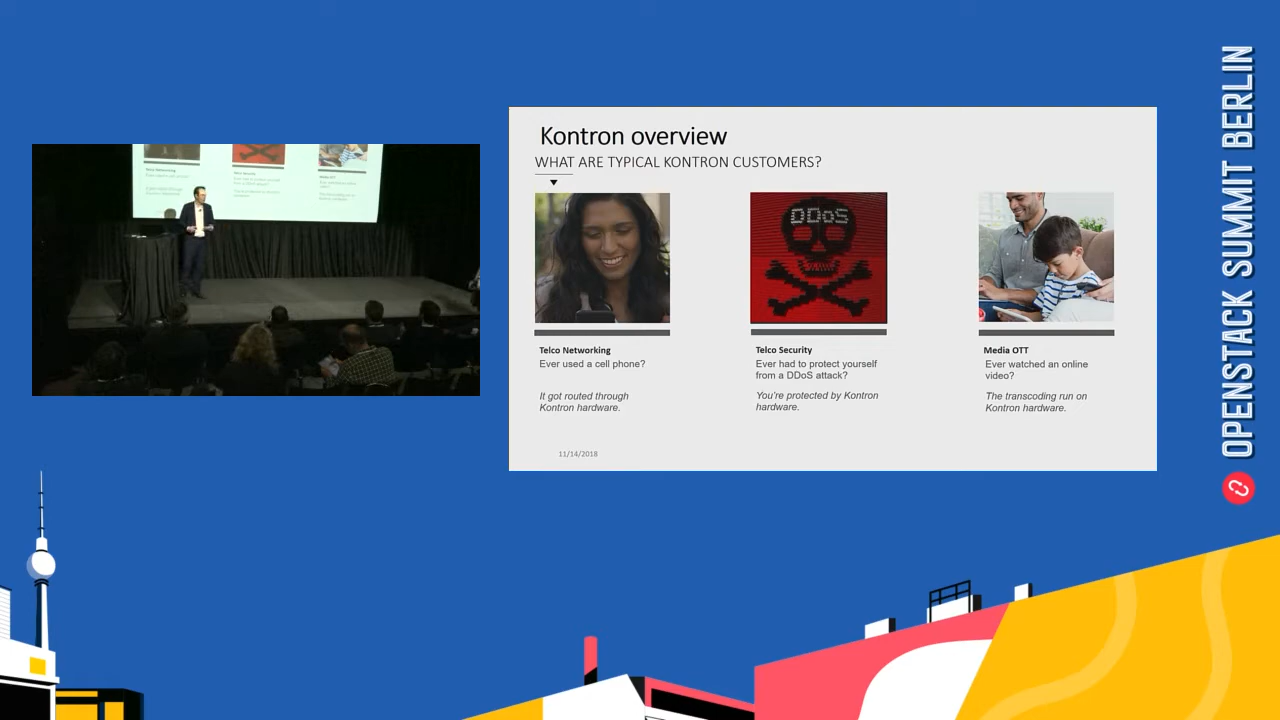 Kontron overview
WHAT ARE TYPICAL KONTRON CUSTOMERS?
DDoS
Telco Networking
Ever used a cell phone?
It got routed through
Kontron hardware.
Telco Security
Ever had to protect yourself
from a DDoS attack?
You're protected by Kontron
hardware.
Media OTT
Ever watched an online
video?
The transcoding run on
Kontron hardware.
11/14/2018
OPENSTACK SUMMIT BERLIN